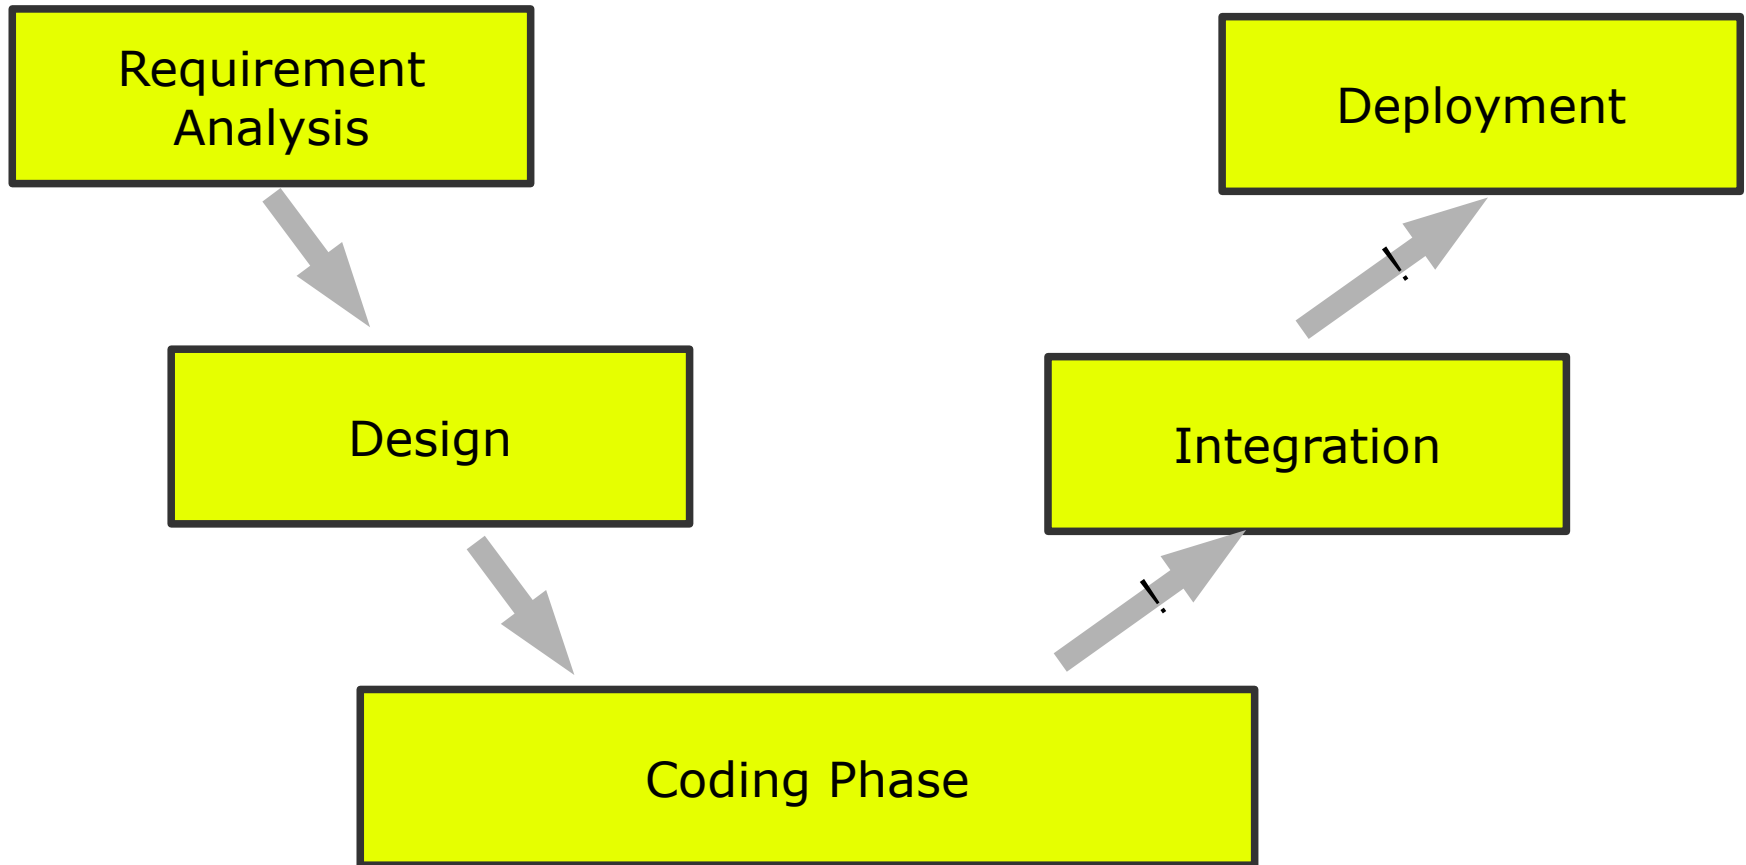 Requirement
Analysis
Design
Coding Phase
!
Integration
!
Deployment